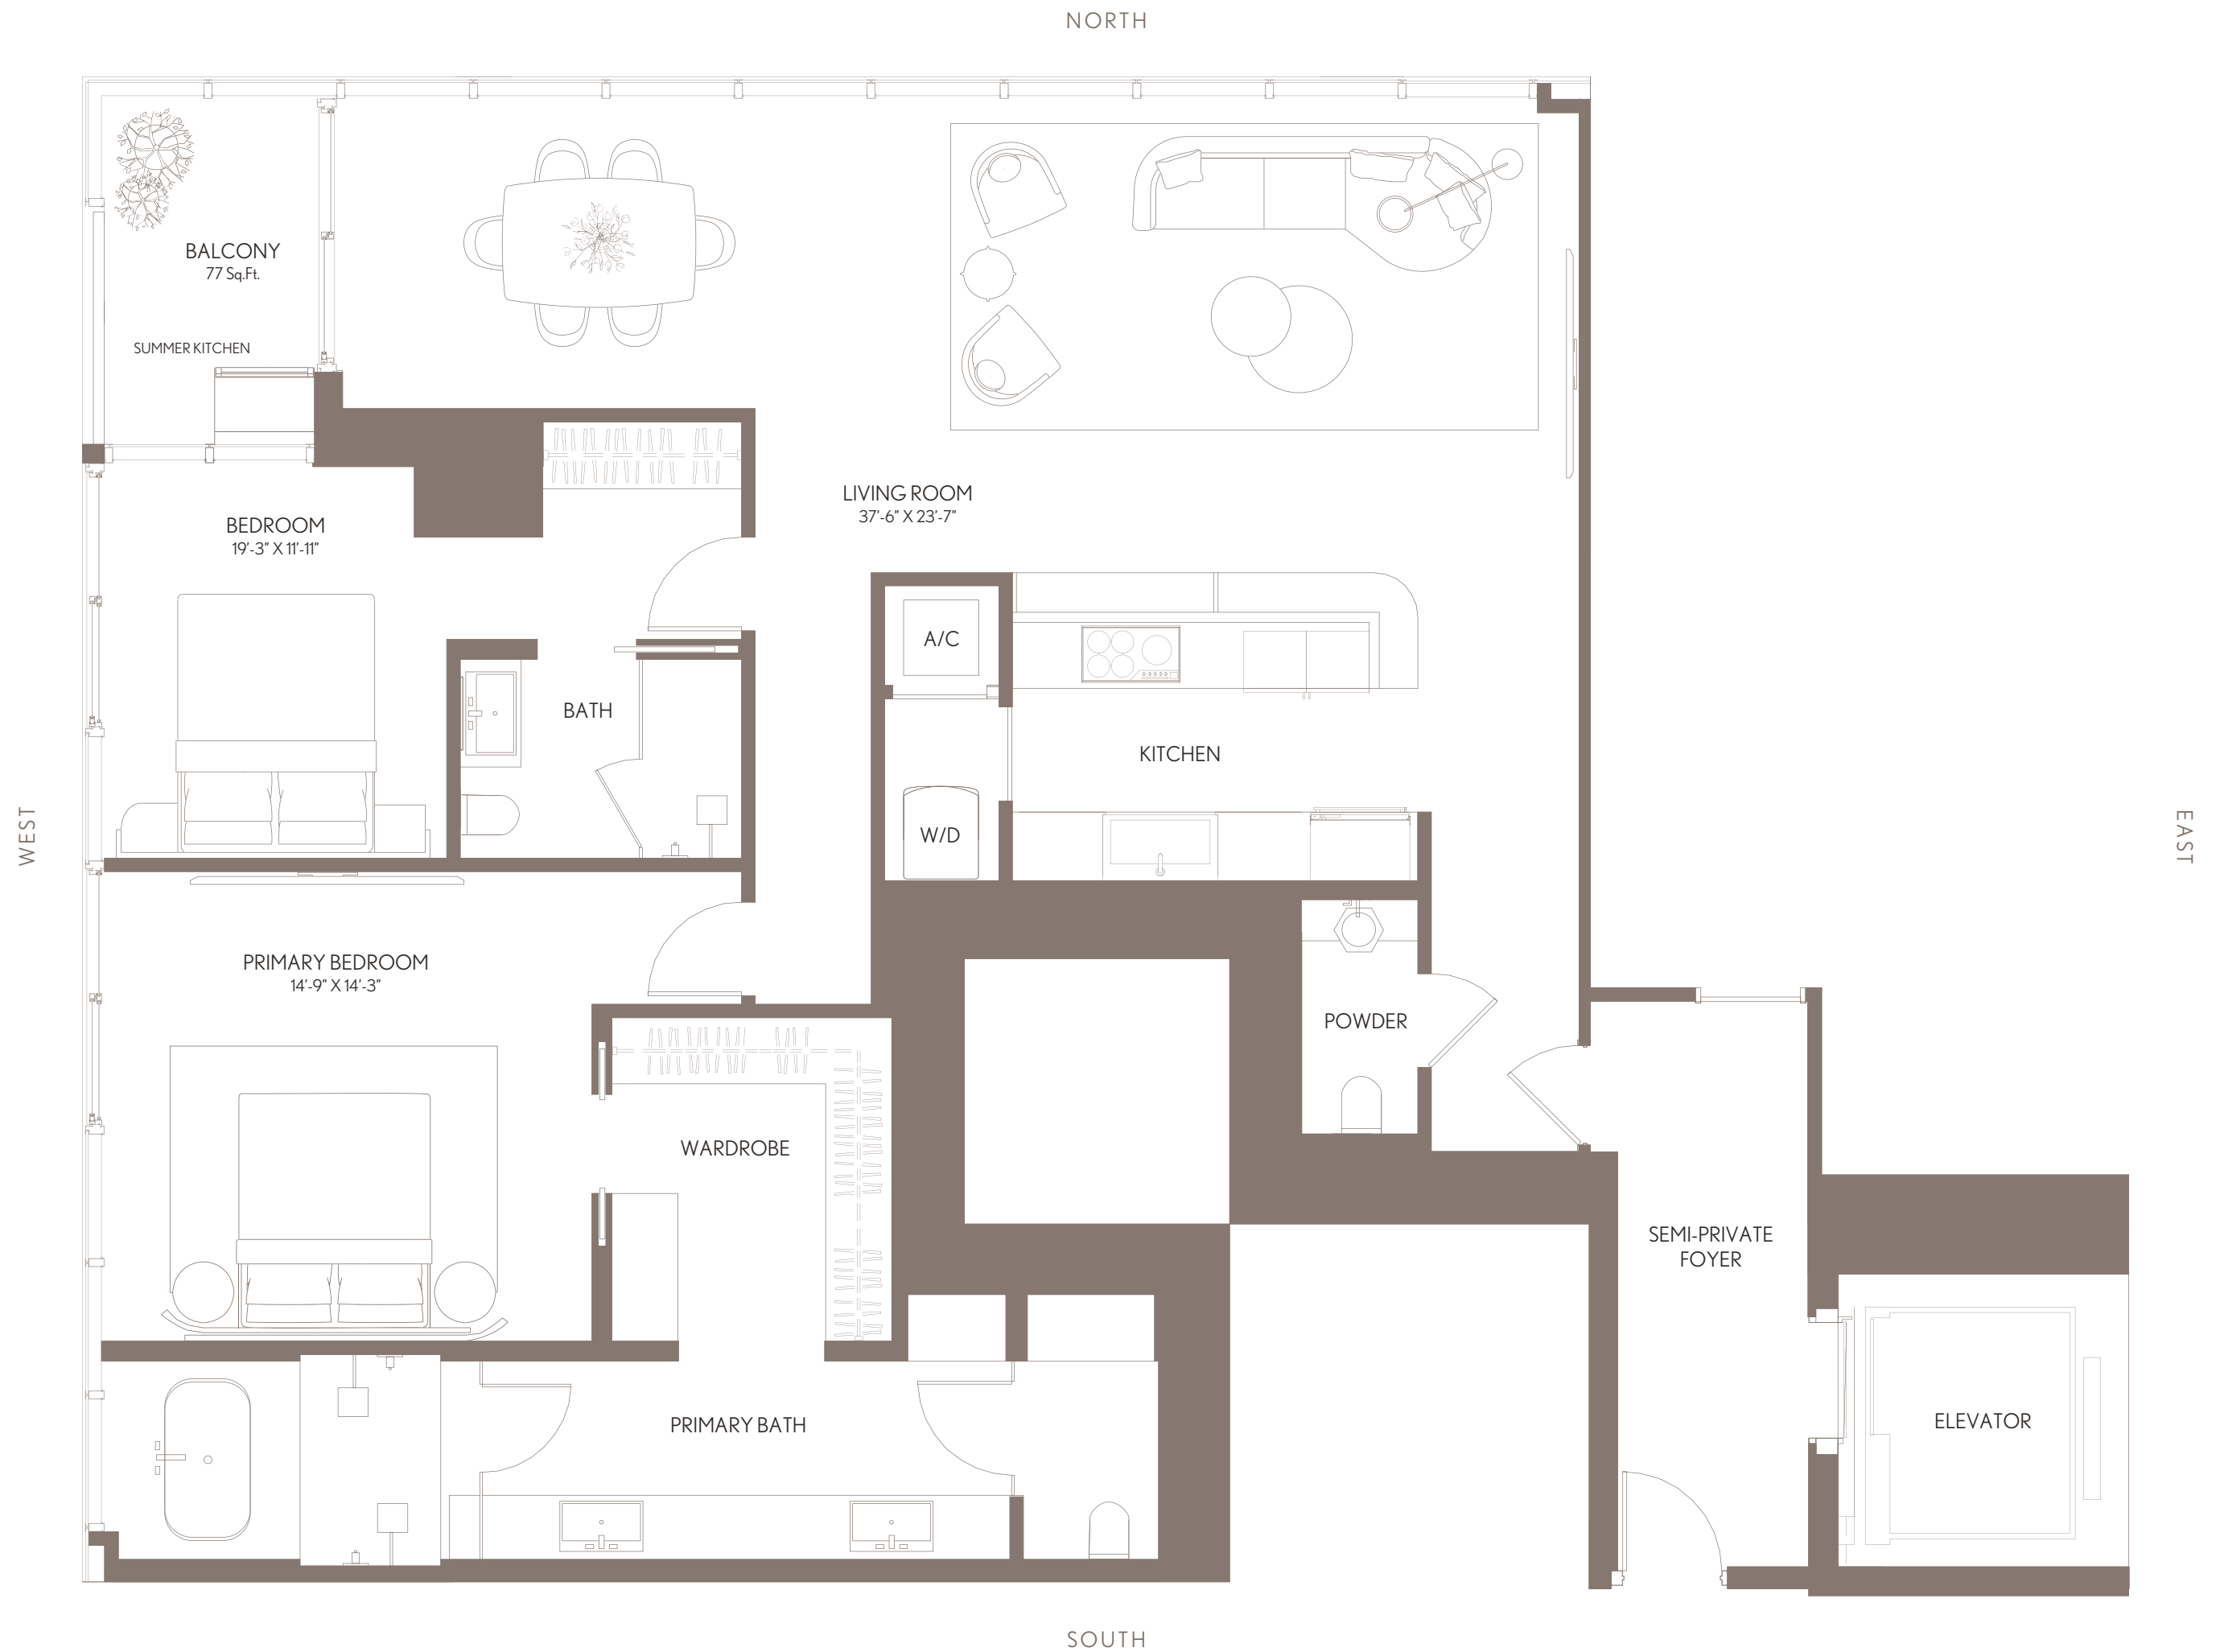 NORTH
BALCONY
77 Sq.Ft.
SUMMER KITCHEN
LIVING ROOM
37'-6" X 23'-7"
BEDROOM
19'-3" X 11'-11"
A/C
BATH
KITCHEN
WEST
W/D
EAST
PRIMARY BEDROOM
14'-9" X 14'-3"
POWDER
WARDROBE
SEMI-PRIVATE
FOYER
PRIMARY BATH
ELEVATOR
SOUTH